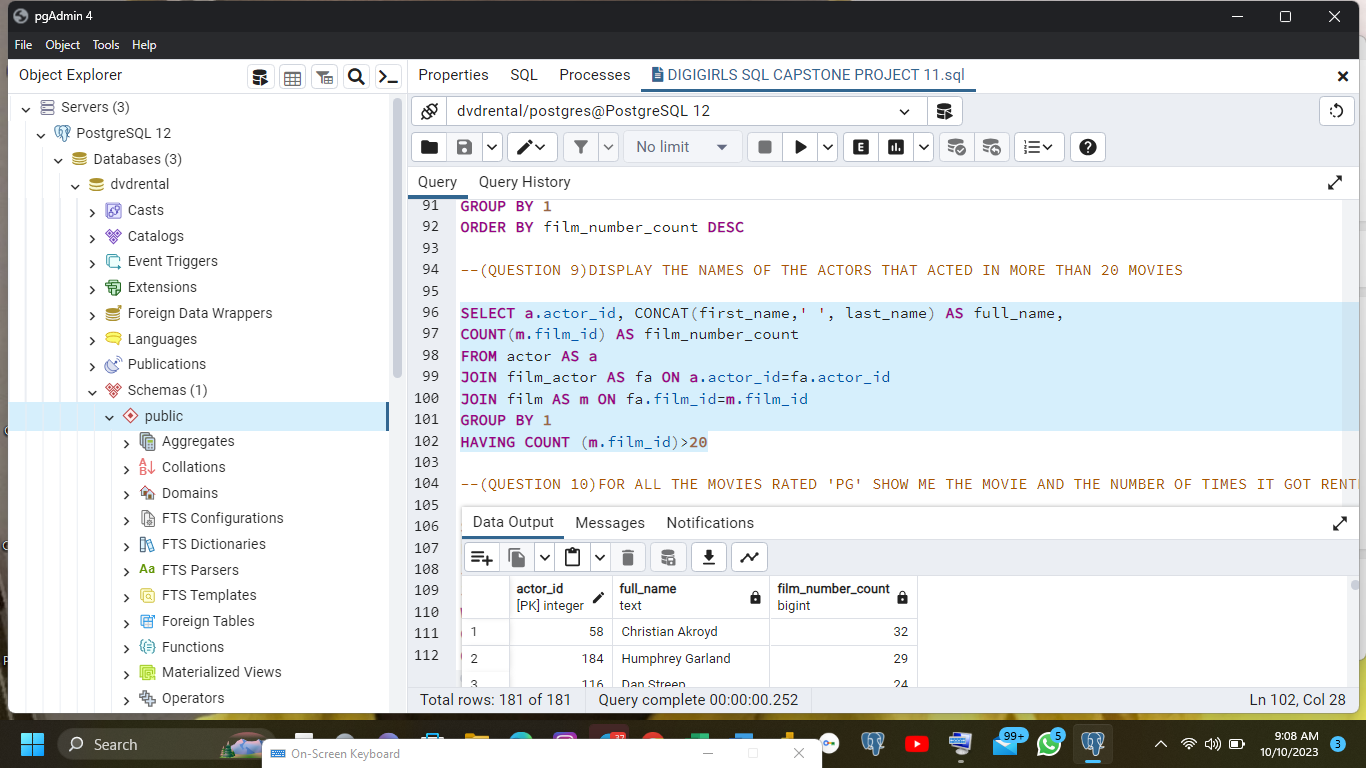 pgAdmin 4
File Object Tools Help
Object Explorer
Servers (3)
PostgreSQL 12
Databases (3)
dvdrental
Casts
Catalogs
Event Triggers
Extensions
Foreign Data Wrappers
Languages
Publications
Schemas (1)
public
Aggregates
Collations
Domains
FTS Configurations
FTS Dictionaries
Aa FTS Parsers
FTS Templates
Foreign Tables
Functions
Materialized Views
Operators
Properties SQL Processes DIGIGIRLS SQL CAPSTONE PROJECT 11.sql
dvdrental/postgres@PostgreSQL 12
No limit E
Query Query History
91 GROUP BY 1
92 ORDER BY film_number_count DESC
93
94 --(QUESTION 9)DISPLAY THE NAMES OF THE ACTORS THAT ACTED IN MORE THAN 20 MOVIES
95
96 SELECT a.actor_id, CONCAT(first_name,' ', last_name) AS full_name,
97 COUNT(m.film_id) AS film_number_count
98 FROM actor AS a
99 JOIN film_actor AS fa ON a.actor_id=fa.actor_id
100 JOIN film AS m ON fa.film_id=m.film_id
101 GROUP BY 1
102 HAVING COUNT (m.film_id)>20
103
104 --(QUESTION 10)FOR ALL THE MOVIES RATED 'PG' SHOW ME THE MOVIE AND THE NUMBER OF TIMES IT GOT
105
106
107
108
109
110
111
112
Data Output Messages Notifications
actor_id full_name film_number_count
[PK] integer text bigint
1 58 Christian Akroyd 32
2 184 Humphrey Garland 29
3 116 Dan Streep 24
Total rows: 181 of 181 Query complete 00:00:00.252 Ln 102, Col 28
Search
On-Screen Keyboard
37
99+
5
9:08 AM
10/10/2023
3